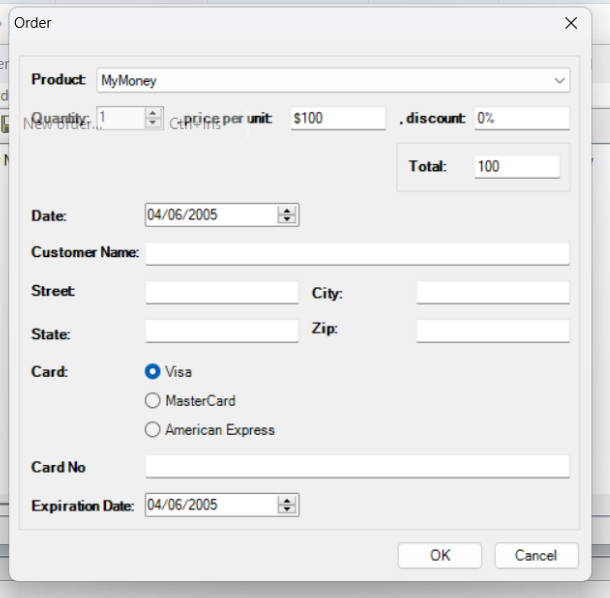 Order
Product: MyMoney
Quantity: 1 , price per unit: $100 , discount: 0%
New order... Ctrl+Ins
Total: 100
Date: 04/06/2005
Customer Name:
Street: City:
State: Zip:
Card: Visa
MasterCard
American Express
Card No
Expiration Date: 04/06/2005
OK Cancel